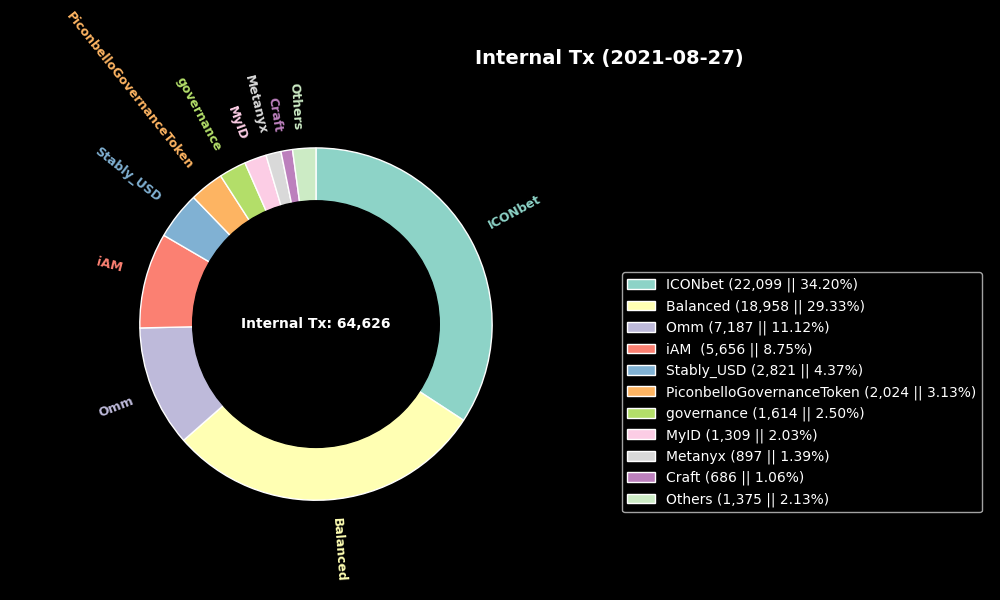 Internal Tx (2021-08-27)
PiconbelloGovernanceToken
governance
MyID
Metanyx
Craft
Others
Stably_USD
ICONbet
iAM
Internal Tx: 64,626
Omm
Balanced
ICONbet (22,099 || 34.20%)
Balanced (18,958 || 29.33%)
Omm (7,187 || 11.12%)
iAM  (5,656 || 8.75%)
Stably_USD (2,821 || 4.37%)
PiconbelloGovernanceToken (2,024 || 3.13%)
governance (1,614 || 2.50%)
MyID (1,309 || 2.03%)
Metanyx (897 || 1.39%)
Craft (686 || 1.06%)
Others (1,375 || 2.13%)